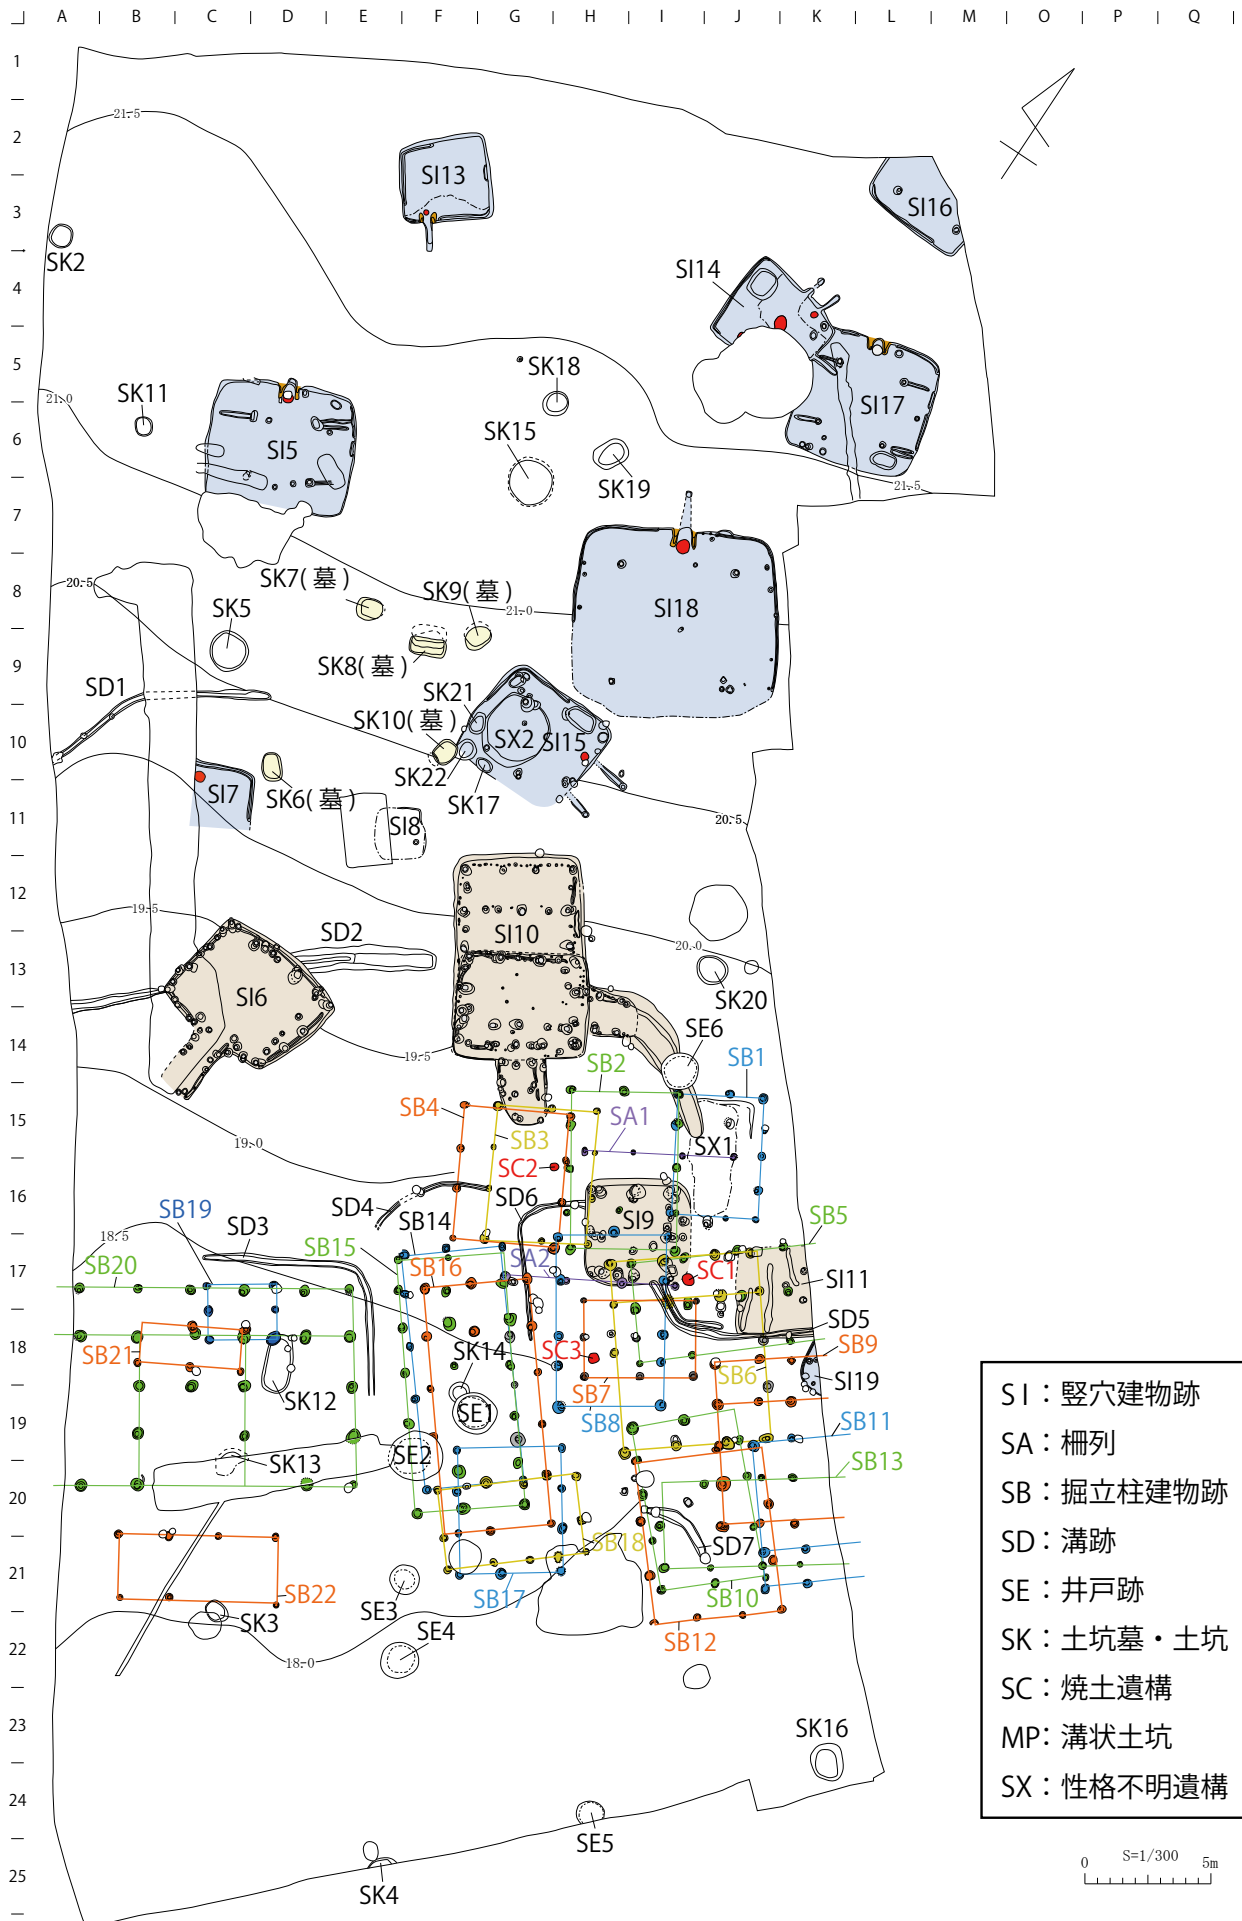 A B C D E F G H I J K L M N O P Q
1
21.5
2
SI13
3
SI16
SK2
SI14
4
5
SK18
21.0
SK11
SI17
SK15
6
SI5
SK19
21.5
7
SK7(墓)
20.5
8
SK9(墓)
21.0
SI18
SK5
SK8(墓)
9
SD1
SK21
SK10(墓)
10
SX2
SI15
SK22
SI7
SK6(墓)
SK17
11
SI8
20.5
12
19.5
SI10
SD2
20.0
13
SI6
SK20
SE6
14
19.5
SB2
SB1
SB4
15
SA1
19.0
SB3
SX1
SC2
16
SD4
SD6
SI9
SB19
SD3
SB14
SB5
18.5
SB15
SB20
SB16
SA2
SC1
17
SI11
SD5
18
SB21
SK14
SC3
SB9
SB6
SK12
SB7
SI19
19
SE1
SB8
SB11
SE2
SK13
SB13
20
SB18
SD7
21
SE3
SB17
SB10
SB22
SK3
SE4
SB12
22
18.0
23
SK16
24
SE5
25
SK4
SI：竪穴建物跡
SA：柵列
SB：掘立柱建物跡
SD：溝跡
SE：井戸跡
SK：土坑墓・土坑
SC：焼土遺構
MP：溝状土坑
SX：性格不明遺構
0 S=1/300 5m